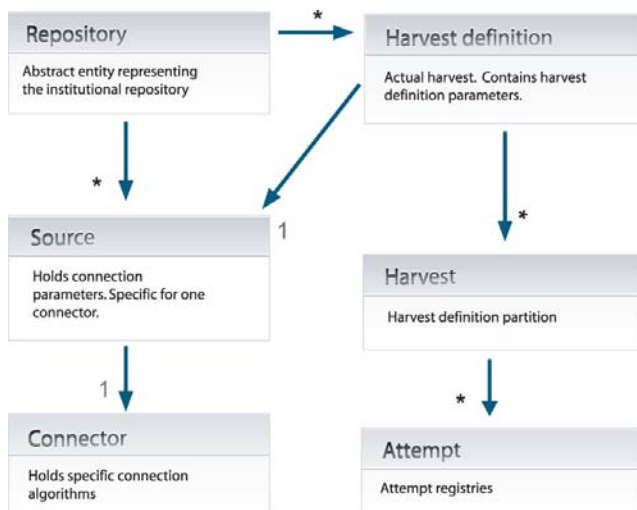 Repository
Abstract entity representing
the institutional repository
*
Harvest definition
Actual harvest. Contains harvest
definition parameters.
*
1
*
Source
Holds connection
parameters. Specific for one
connector.
Harvest
Harvest definition partition
1
*
Connector
Holds specific connection
algorithms
Attempt
Attempt registries